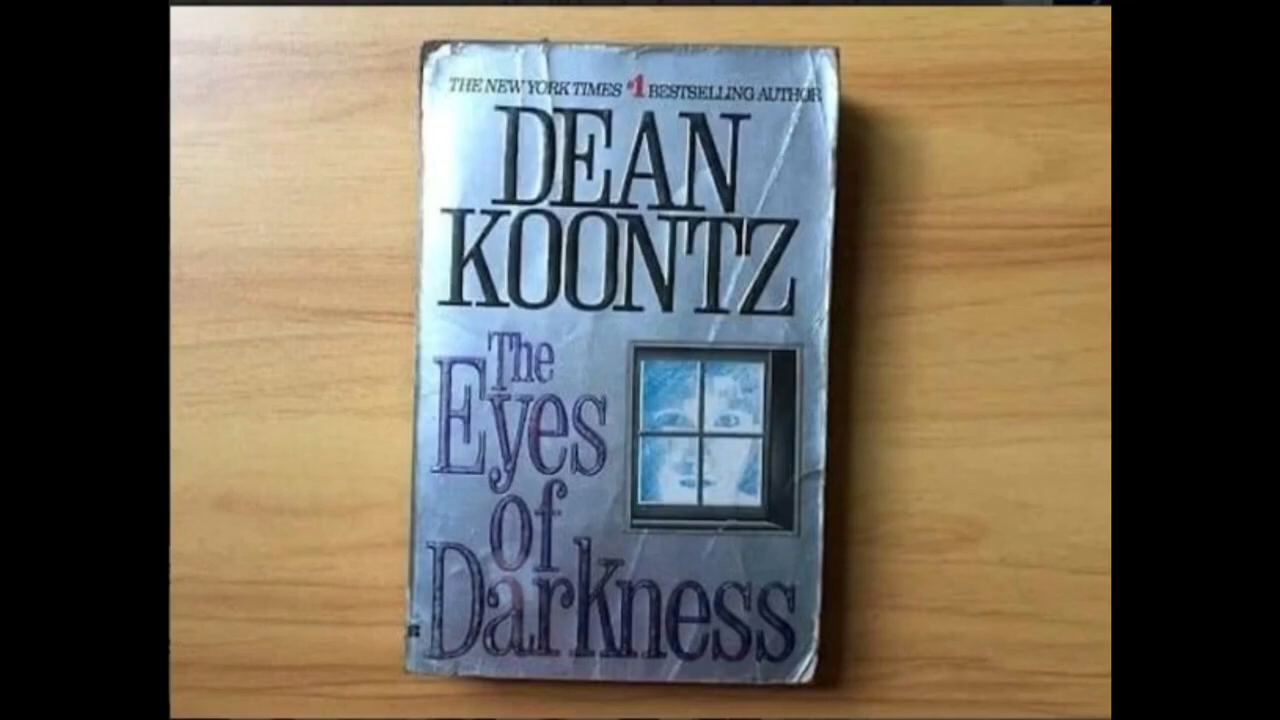 THE NEW YORK TIMES #1 BESTSELLING AUTHOR
DEAN
KOONTZ
The
Eyes
of
Darkness